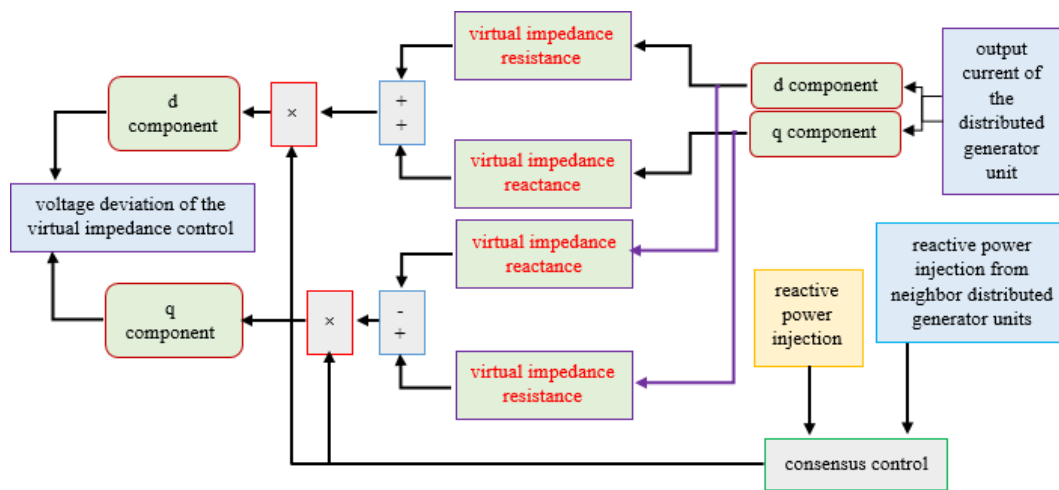 virtual impedance
resistance
output
current of
the
distributed
generator
unit
d component
q component
d
component
×
+
+
virtual impedance
reactance
voltage deviation of the
virtual impedance control
virtual impedance
reactance
reactive power
injection from
neighbor distributed
generator units
reactive
power
injection
q
component
×
-
+
virtual impedance
resistance
consensus control